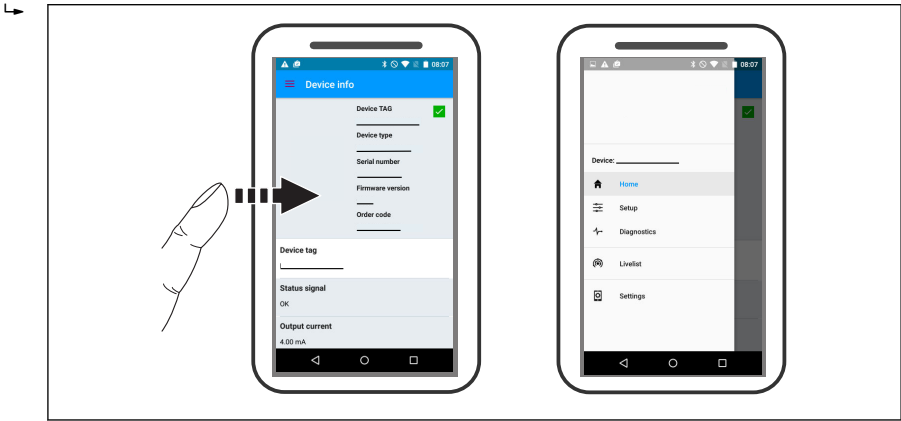 08:07
Device info
Device TAG
Device type
Serial number
Firmware version
Order code
Device tag
Status signal
OK
Output current
4.00 mA
08:07
Device:
Home
Setup
Diagnostics
Livelist
Settings